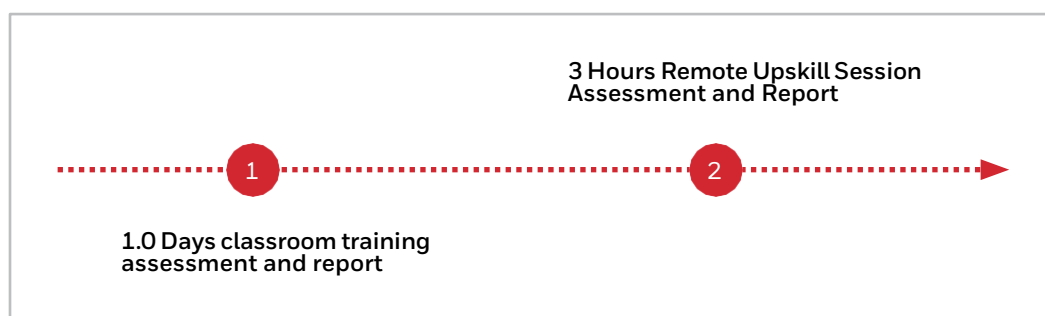 3 Hours Remote Upskill Session
Assessment and Report
1
2
1.0 Days classroom training
assessment and report